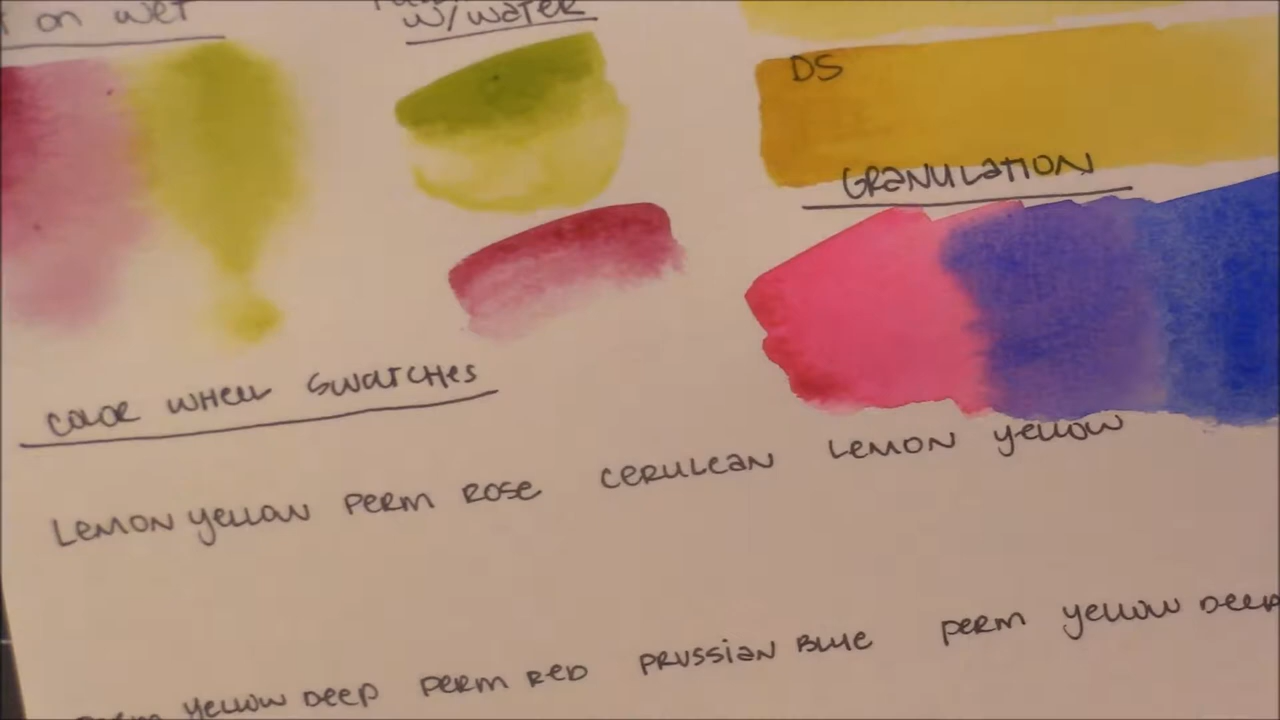 on wet
w/water
DS
GRANULATION
COLOR WHEEL SWATCHES
LEMON YELLOW PERM ROSE CERULEAN LEMON YELLOW
PERM YELLOW DEEP PERM RED PRUSSIAN BLUE PERM YELLOW DEEP